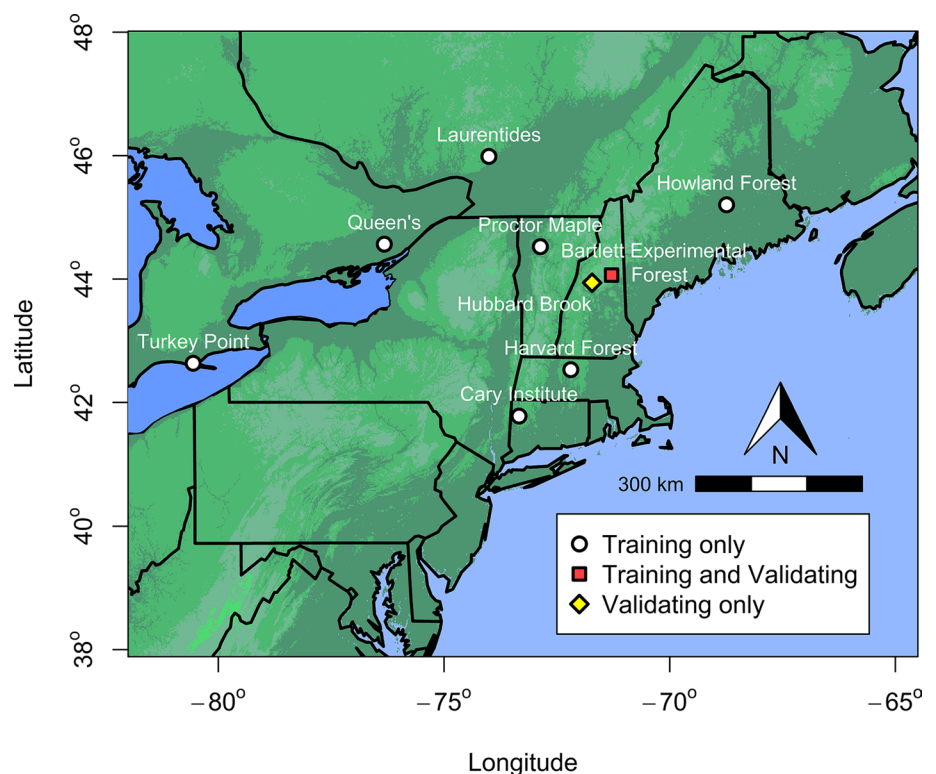 48°
46°
44°
42°
40°
38°
Latitude
Laurentides
Howland Forest
Queen's
Proctor Maple
Bartlett Experimental
Forest
Hubbard Brook
Turkey Point
Harvard Forest
Cary Institute
N
300 km
Training only
Training and Validating
Validating only
−80°
−75°
−70°
−65°
Longitude